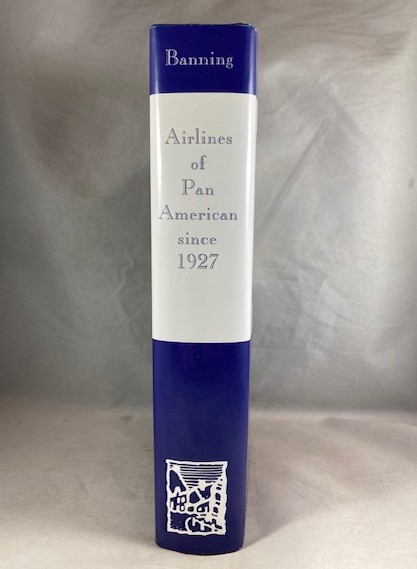 Banning
Airlines
of
Pan
American
since
1927